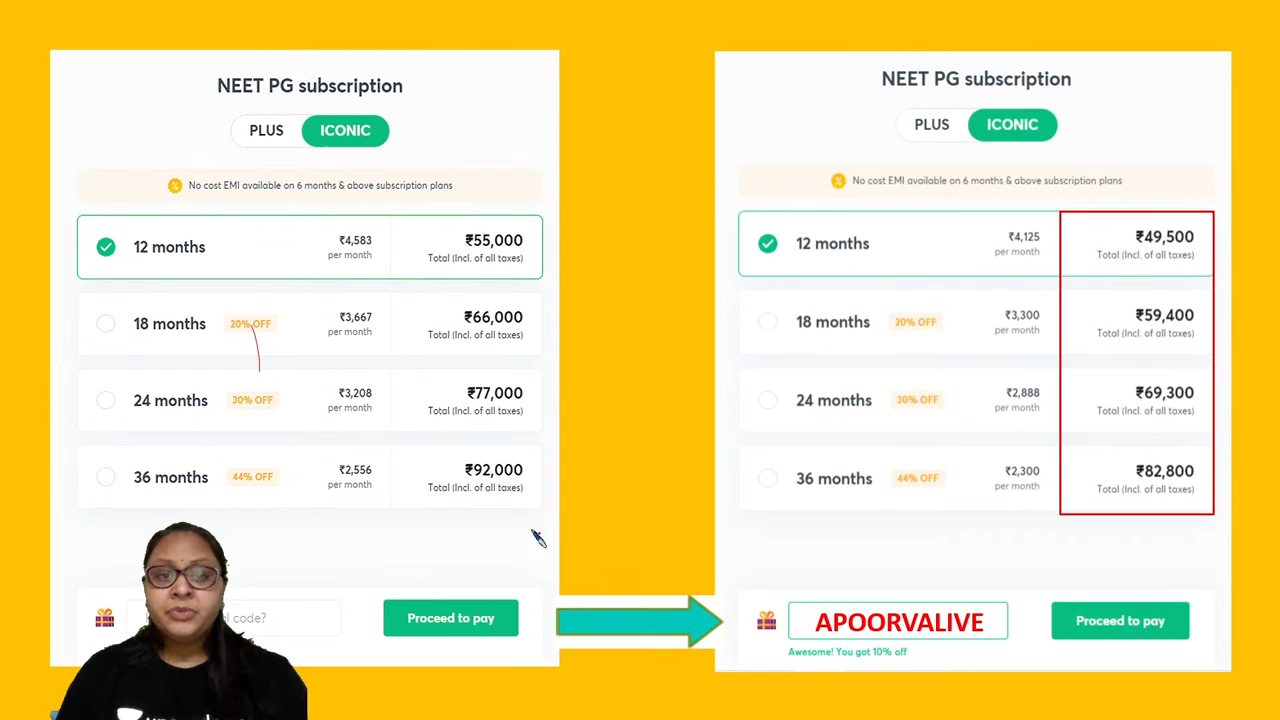 NEET PG subscription
PLUS
ICONIC
No cost EMI available on 6 months & above subscription plans
12 months
₹4,583
per month
₹55,000
Total (Incl. of all taxes)
18 months
20% OFF
₹3,667
per month
₹66,000
Total (Incl. of all taxes)
24 months
30% OFF
₹3,208
per month
₹77,000
Total (Incl. of all taxes)
36 months
44% OFF
₹2,556
per month
₹92,000
Total (Incl. of all taxes)
code?
Proceed to pay
NEET PG subscription
PLUS
ICONIC
No cost EMI available on 6 months & above subscription plans
12 months
₹4,125
per month
₹49,500
Total (Incl. of all taxes)
18 months
20% OFF
₹3,300
per month
₹59,400
Total (Incl. of all taxes)
24 months
30% OFF
₹2,888
per month
₹69,300
Total (Incl. of all taxes)
36 months
44% OFF
₹2,300
per month
₹82,800
Total (Incl. of all taxes)
APOORVALIVE
Proceed to pay
Awesome! You got 10% off